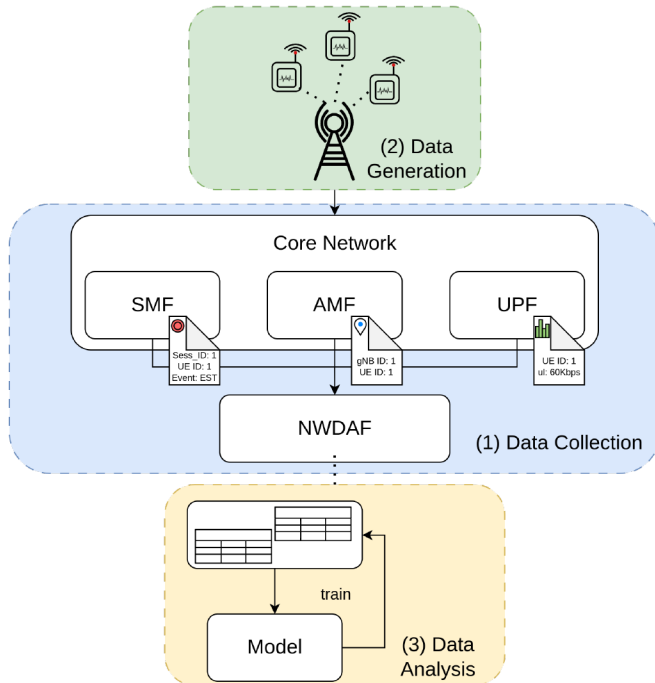 (2) Data
Generation
Core Network
SMF
AMF
UPF
Sess_ID: 1
UE ID: 1
Event: EST
gNB ID: 1
UE ID: 1
UE ID: 1
ul: 60Kbps
NWDAF
(1) Data Collection
train
Model
(3) Data
Analysis